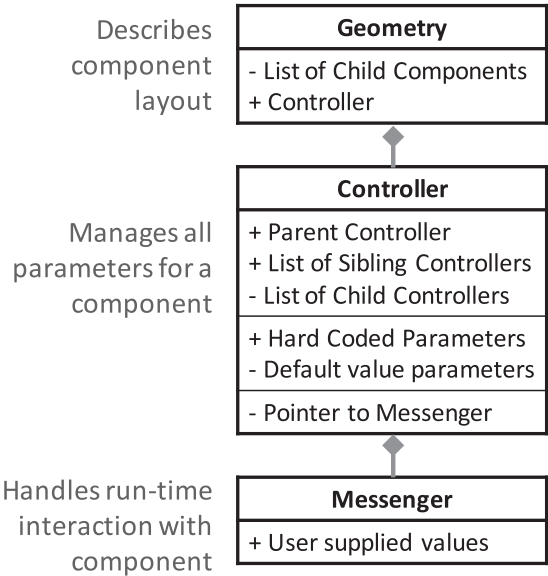 Describes
component
layout
Geometry
- List of Child Components
+ Controller
Manages all
parameters for a
component
Controller
+ Parent Controller
+ List of Sibling Controllers
- List of Child Controllers
+ Hard Coded Parameters
- Default value parameters
- Pointer to Messenger
Handles run-time
interaction with
component
Messenger
+ User supplied values